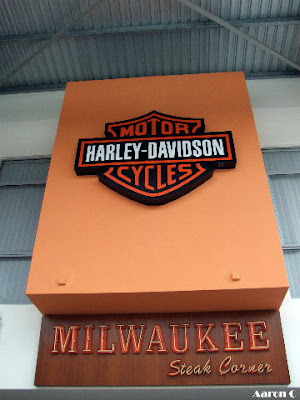 MOTOR
HARLEY-DAVIDSON
CYCLES
MILWAUKEE
Steak Corner
Aaron C